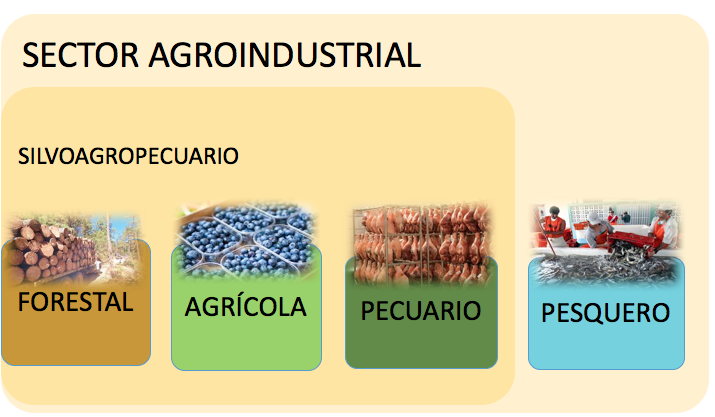 SECTOR AGROINDUSTRIAL
SILVOAGROPECUARIO
FORESTAL
AGRÍCOLA
PECUARIO
PESQUERO